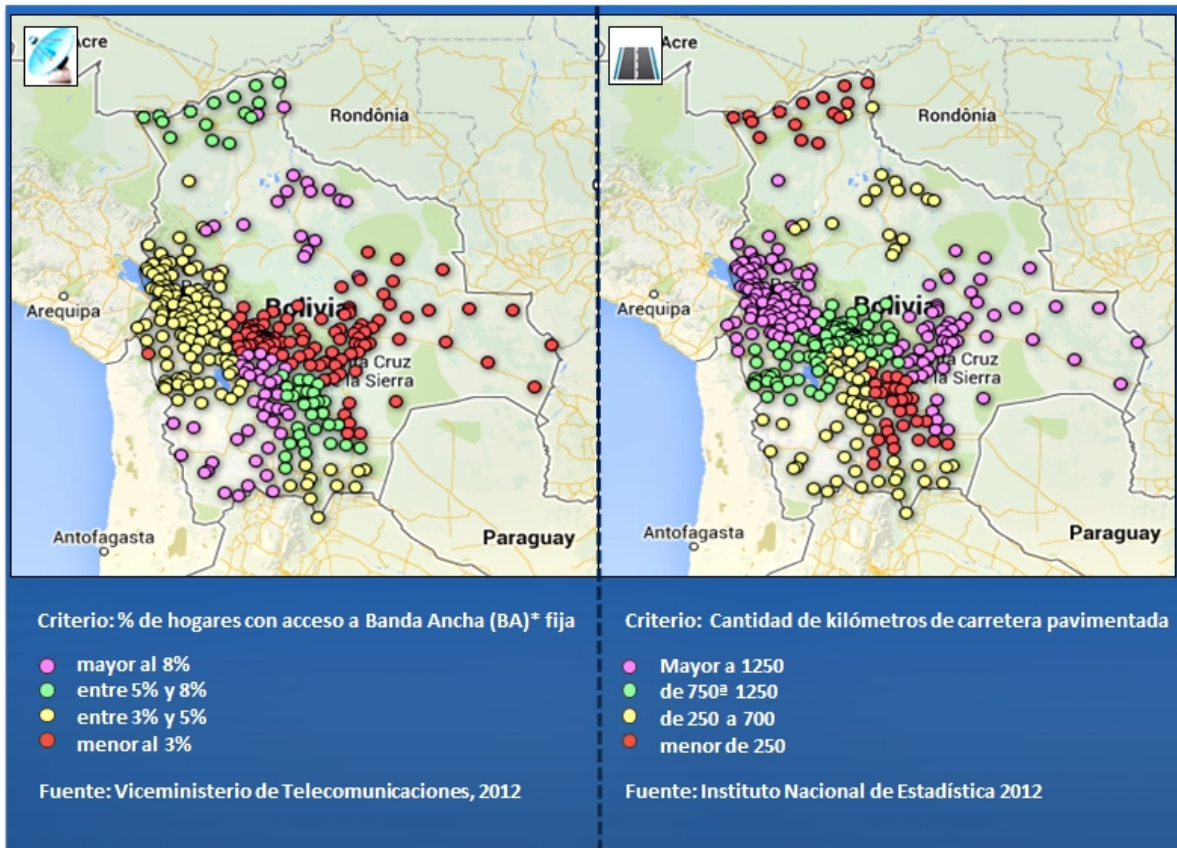 Acre
Rondônia
Bolivia
Arequipa
ta Cruz
la Sierra
Antofagasta
Paraguay
Acre
Rondônia
Bolivia
Arequipa
ta Cruz
la Sierra
Antofagasta
Paraguay
Criterio: % de hogares con acceso a Banda Ancha (BA)* fija
mayor al 8%
entre 5% y 8%
entre 3% y 5%
menor al 3%
Fuente: Viceministerio de Telecomunicaciones, 2012
Criterio: Cantidad de kilómetros de carretera pavimentada
Mayor a 1250
de 750ª 1250
de 250 a 700
menor de 250
Fuente: Instituto Nacional de Estadística 2012